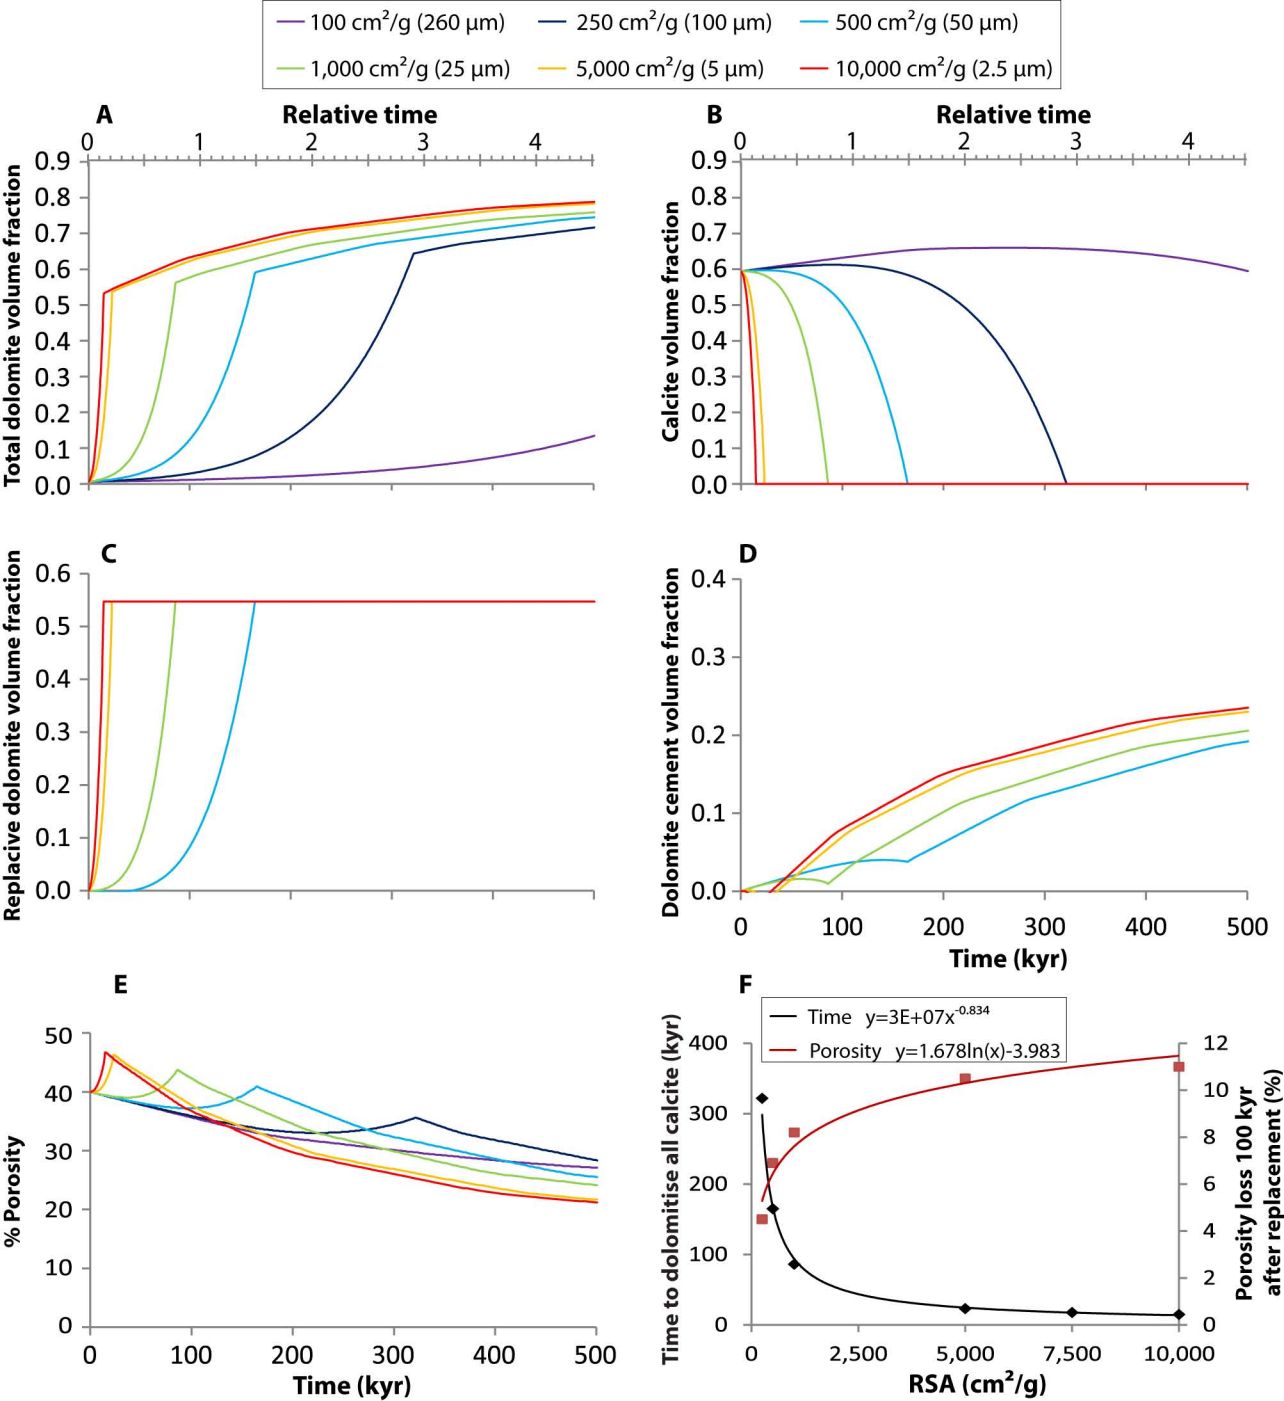 100 cm²/g (260 µm) 250 cm²/g (100 µm) 500 cm²/g (50 µm)
1,000 cm²/g (25 µm) 5,000 cm²/g (5 µm) 10,000 cm²/g (2.5 µm)
A
Relative time
0 1 2 3 4
Total dolomite volume fraction
0.9
0.8
0.7
0.6
0.5
0.4
0.3
0.2
0.1
0.0
B
Relative time
0 1 2 3 4
Calcite volume fraction
0.9
0.8
0.7
0.6
0.5
0.4
0.3
0.2
0.1
0.0
C
Replacive dolomite volume fraction
0.6
0.5
0.4
0.3
0.2
0.1
0.0
D
Dolomite cement volume fraction
0.4
0.3
0.2
0.1
0.0
0 100 200 300 400 500
Time (kyr)
E
% Porosity
50
40
30
20
10
0
0 100 200 300 400 500
Time (kyr)
F
Time y=3E+07x⁻⁰·⁸³⁴
Porosity y=1.678ln(x)-3.983
Time to dolomitise all calcite (kyr)
400
300
200
100
0
12
10
8
6
4
2
0
Porosity loss 100 kyr
after replacement (%)
0 2,500 5,000 7,500 10,000
RSA (cm²/g)